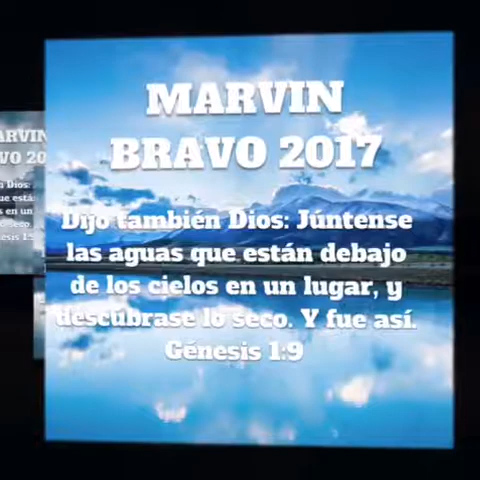 MARVIN
BRAVO 2017
Dijo también Dios: Júntense
las aguas que están debajo
de los cielos en un lugar, y
descúbrase lo seco. Y fue así.
Génesis 1:9